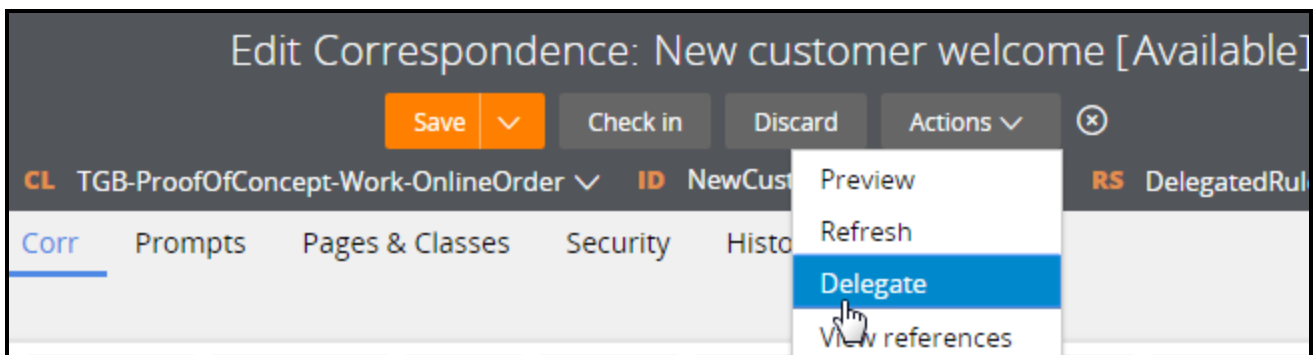 Edit Correspondence: New customer welcome [Available]
Save Check in Discard Actions
CL TGB-ProofOfConcept-Work-OnlineOrder ID NewCust RS DelegatedRul
Corr Prompts Pages & Classes Security Histo
Preview
Refresh
Delegate
View references